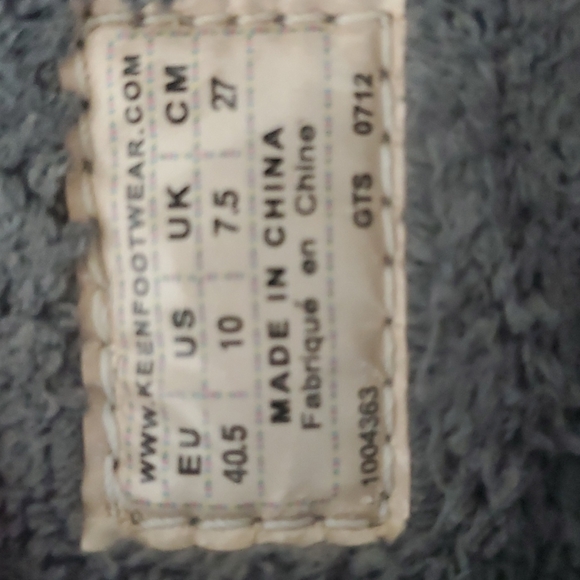 WWW.KEENFOOTWEAR.COM
EU US UK CM
40.5 10 7.5 27
MADE IN CHINA
Fabriqué en Chine
1004363 GTS 0712